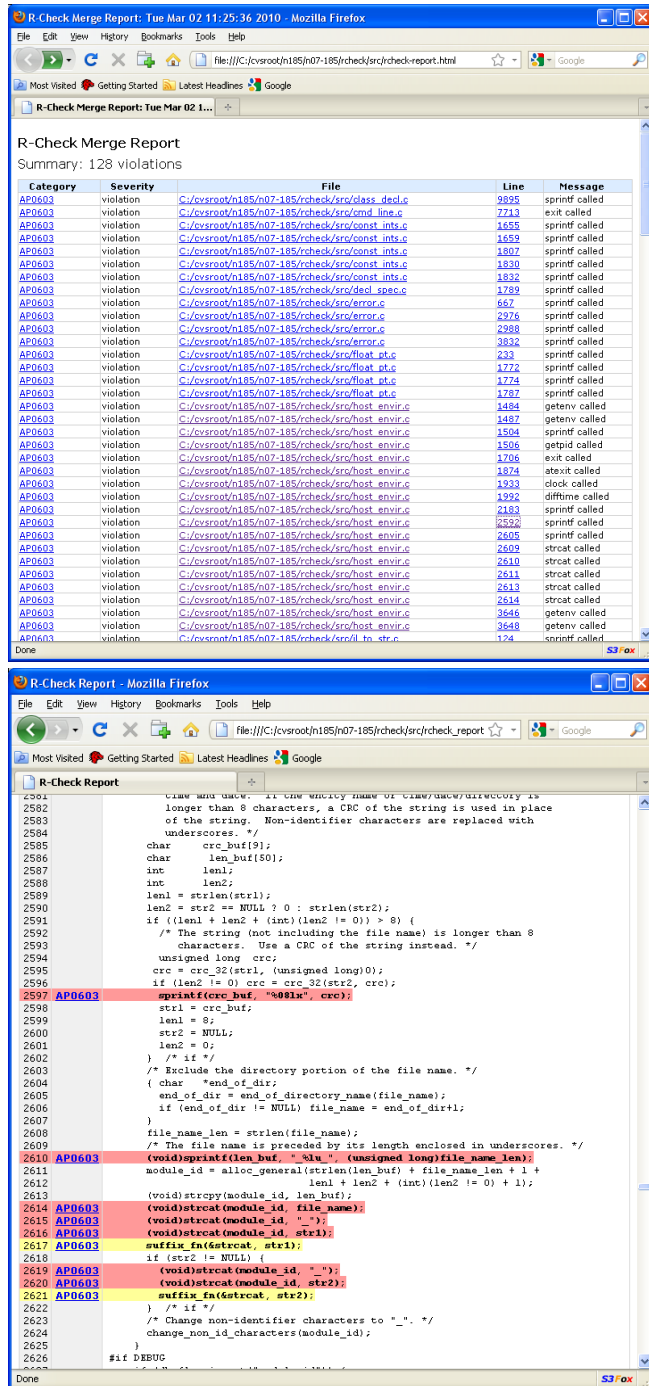 R-Check Merge Report: Tue Mar 02 11:25:36 2010 - Mozilla Firefox
File Edit View History Bookmarks Tools Help
file:///C:/cvsroot/n185/n07-185/rcheck/src/rcheck-report.html Google
Most Visited Getting Started Latest Headlines Google
R-Check Merge Report: Tue Mar 02 1...
R-Check Merge Report
Summary: 128 violations
Category Severity File Line Message
AP0603 violation C:/cvsroot/n185/n07-185/rcheck/src/class_decl.c 9895 sprintf called
AP0603 violation C:/cvsroot/n185/n07-185/rcheck/src/cmd_line.c 7713 exit called
AP0603 violation C:/cvsroot/n185/n07-185/rcheck/src/const_ints.c 1655 sprintf called
AP0603 violation C:/cvsroot/n185/n07-185/rcheck/src/const_ints.c 1659 sprintf called
AP0603 violation C:/cvsroot/n185/n07-185/rcheck/src/const_ints.c 1807 sprintf called
AP0603 violation C:/cvsroot/n185/n07-185/rcheck/src/const_ints.c 1830 sprintf called
AP0603 violation C:/cvsroot/n185/n07-185/rcheck/src/const_ints.c 1832 sprintf called
AP0603 violation C:/cvsroot/n185/n07-185/rcheck/src/decl_spec.c 1789 sprintf called
AP0603 violation C:/cvsroot/n185/n07-185/rcheck/src/error.c 667 sprintf called
AP0603 violation C:/cvsroot/n185/n07-185/rcheck/src/error.c 2976 sprintf called
AP0603 violation C:/cvsroot/n185/n07-185/rcheck/src/error.c 2988 sprintf called
AP0603 violation C:/cvsroot/n185/n07-185/rcheck/src/error.c 3832 sprintf called
AP0603 violation C:/cvsroot/n185/n07-185/rcheck/src/float_pt.c 233 sprintf called
AP0603 violation C:/cvsroot/n185/n07-185/rcheck/src/float_pt.c 1772 sprintf called
AP0603 violation C:/cvsroot/n185/n07-185/rcheck/src/float_pt.c 1774 sprintf called
AP0603 violation C:/cvsroot/n185/n07-185/rcheck/src/float_pt.c 1787 sprintf called
AP0603 violation C:/cvsroot/n185/n07-185/rcheck/src/host_envir.c 1484 getenv called
AP0603 violation C:/cvsroot/n185/n07-185/rcheck/src/host_envir.c 1487 getenv called
AP0603 violation C:/cvsroot/n185/n07-185/rcheck/src/host_envir.c 1504 sprintf called
AP0603 violation C:/cvsroot/n185/n07-185/rcheck/src/host_envir.c 1506 getpid called
AP0603 violation C:/cvsroot/n185/n07-185/rcheck/src/host_envir.c 1706 exit called
AP0603 violation C:/cvsroot/n185/n07-185/rcheck/src/host_envir.c 1874 atexit called
AP0603 violation C:/cvsroot/n185/n07-185/rcheck/src/host_envir.c 1933 clock called
AP0603 violation C:/cvsroot/n185/n07-185/rcheck/src/host_envir.c 1992 difftime called
AP0603 violation C:/cvsroot/n185/n07-185/rcheck/src/host_envir.c 2183 sprintf called
AP0603 violation C:/cvsroot/n185/n07-185/rcheck/src/host_envir.c 2592 sprintf called
AP0603 violation C:/cvsroot/n185/n07-185/rcheck/src/host_envir.c 2605 sprintf called
AP0603 violation C:/cvsroot/n185/n07-185/rcheck/src/host_envir.c 2609 strcat called
AP0603 violation C:/cvsroot/n185/n07-185/rcheck/src/host_envir.c 2610 strcat called
AP0603 violation C:/cvsroot/n185/n07-185/rcheck/src/host_envir.c 2611 strcat called
AP0603 violation C:/cvsroot/n185/n07-185/rcheck/src/host_envir.c 2613 strcat called
AP0603 violation C:/cvsroot/n185/n07-185/rcheck/src/host_envir.c 2614 strcat called
AP0603 violation C:/cvsroot/n185/n07-185/rcheck/src/host_envir.c 3646 getenv called
AP0603 violation C:/cvsroot/n185/n07-185/rcheck/src/host_envir.c 3648 getenv called
AP0603 violation C:/cvsroot/n185/n07-185/rcheck/src/il_to_str.c 124 sprintf called
Done S3Fox
R-Check Report - Mozilla Firefox
File Edit View History Bookmarks Tools Help
file:///C:/cvsroot/n185/n07-185/rcheck/src/rcheck_report Google
Most Visited Getting Started Latest Headlines Google
R-Check Report
2581 time and date. If the entity name or time/date/directory is
2582 longer than 8 characters, a CRC of the string is used in place
2583 of the string. Non-identifier characters are replaced with
2584 underscores. */
2585 char crc_buf[9];
2586 char len_buf[50];
2587 int len1;
2588 int len2;
2589 len1 = strlen(str1);
2590 len2 = str2 == NULL ? 0 : strlen(str2);
2591 if ((len1 + len2 + (int)(len2 != 0)) > 8) {
2592 /* The string (not including the file name) is longer than 8
2593 characters. Use a CRC of the string instead. */
2594 unsigned long crc;
2595 crc = crc_32(str1, (unsigned long)0);
2596 if (len2 != 0) crc = crc_32(str2, crc);
2597 AP0603 sprintf(crc_buf, "%08lx", crc);
2598 str1 = crc_buf;
2599 len1 = 8;
2600 str2 = NULL;
2601 len2 = 0;
2602 } /* if */
2603 /* Exclude the directory portion of the file name. */
2604 { char *end_of_dir;
2605 end_of_dir = end_of_directory_name(file_name);
2606 if (end_of_dir != NULL) file_name = end_of_dir+1;
2607 }
2608 file_name_len = strlen(file_name);
2609 /* The file name is preceded by its length enclosed in underscores. */
2610 AP0603 (void)sprintf(len_buf, "_%lu_", (unsigned long)file_name_len);
2611 module_id = alloc_general(strlen(len_buf) + file_name_len + 1 +
2612 len1 + len2 + (int)(len2 != 0) + 1);
2613 (void)strcpy(module_id, len_buf);
2614 AP0603 (void)strcat(module_id, file_name);
2615 AP0603 (void)strcat(module_id, "_");
2616 AP0603 (void)strcat(module_id, str1);
2617 AP0603 suffix_fn(&strcat, str1);
2618 if (str2 != NULL) {
2619 AP0603 (void)strcat(module_id, "_");
2620 AP0603 (void)strcat(module_id, str2);
2621 AP0603 suffix_fn(&strcat, str2);
2622 } /* if */
2623 /* Change non-identifier characters to "_". */
2624 change_non_id_characters(module_id);
2625 }
2626 #if DEBUG
Done S3Fox